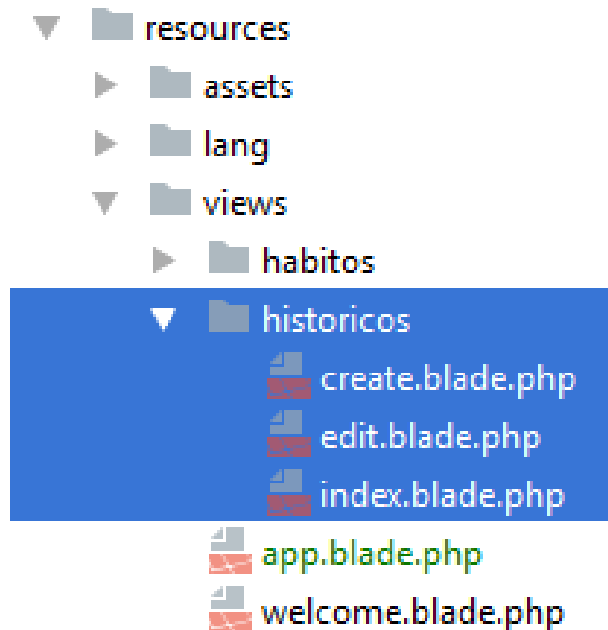 resources
assets
lang
views
habitos
historicos
create.blade.php
edit.blade.php
index.blade.php
app.blade.php
welcome.blade.php